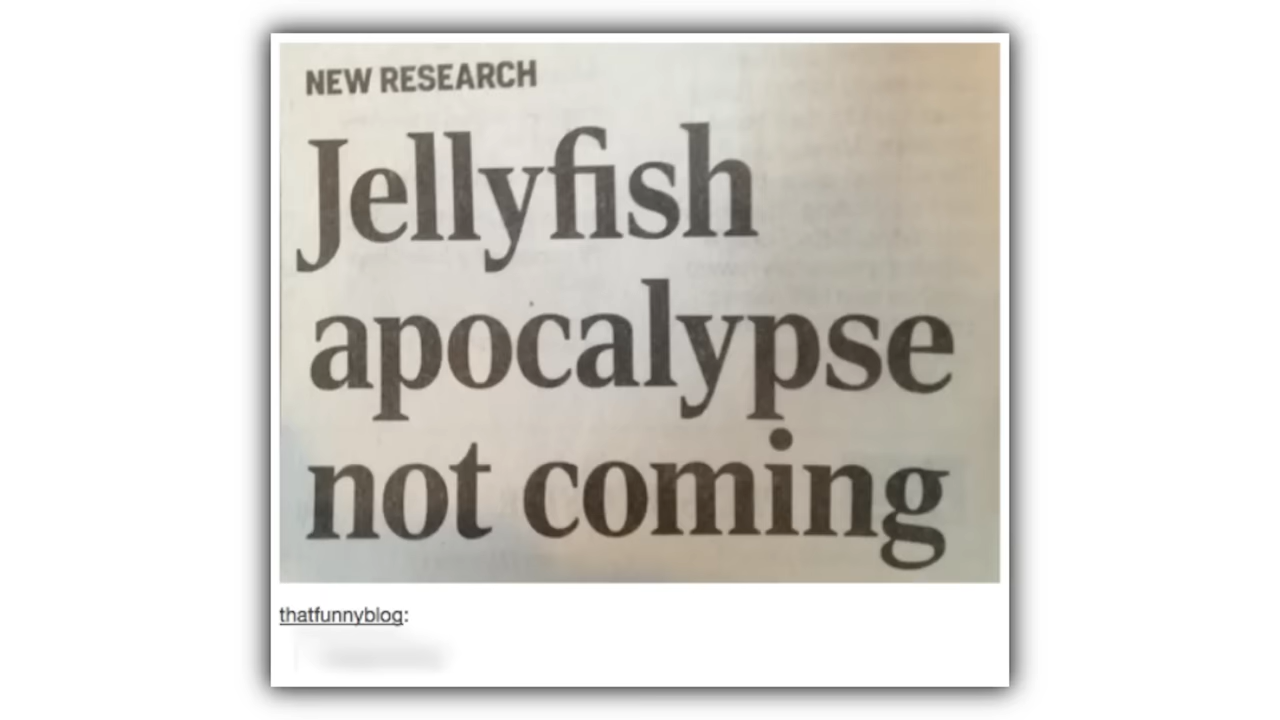 NEW RESEARCH
Jellyfish
apocalypse
not coming
thatfunnyblog: